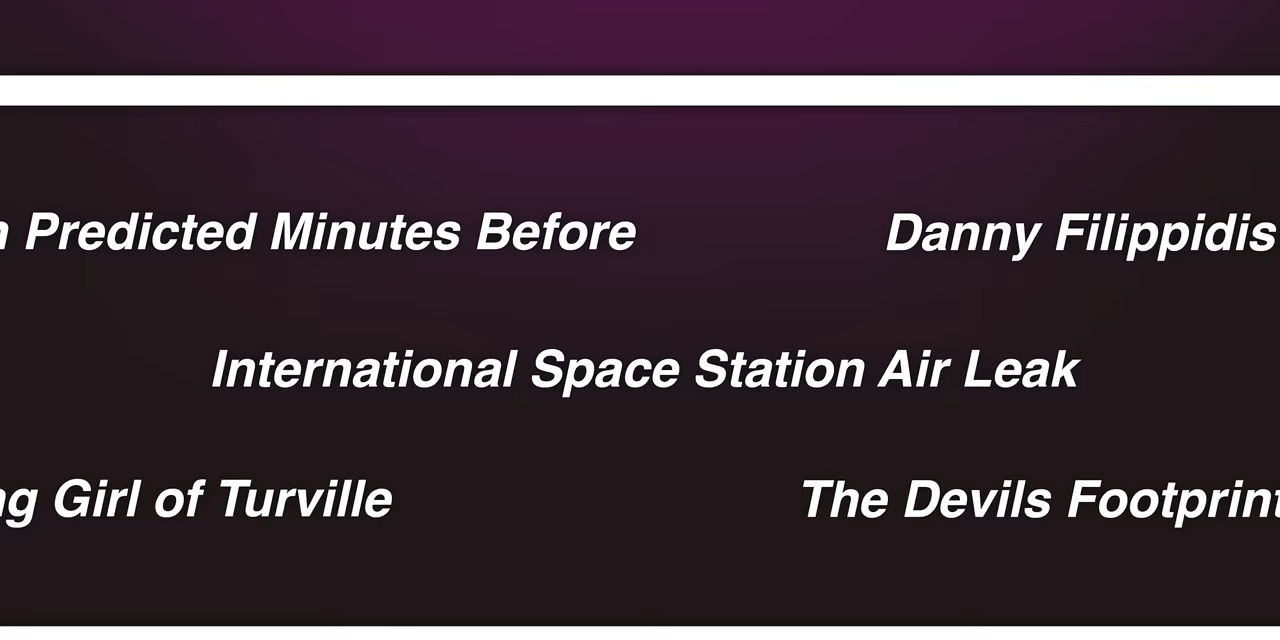 Predicted Minutes Before
Danny Filippidis
International Space Station Air Leak
Girl of Turville
The Devils Footprint